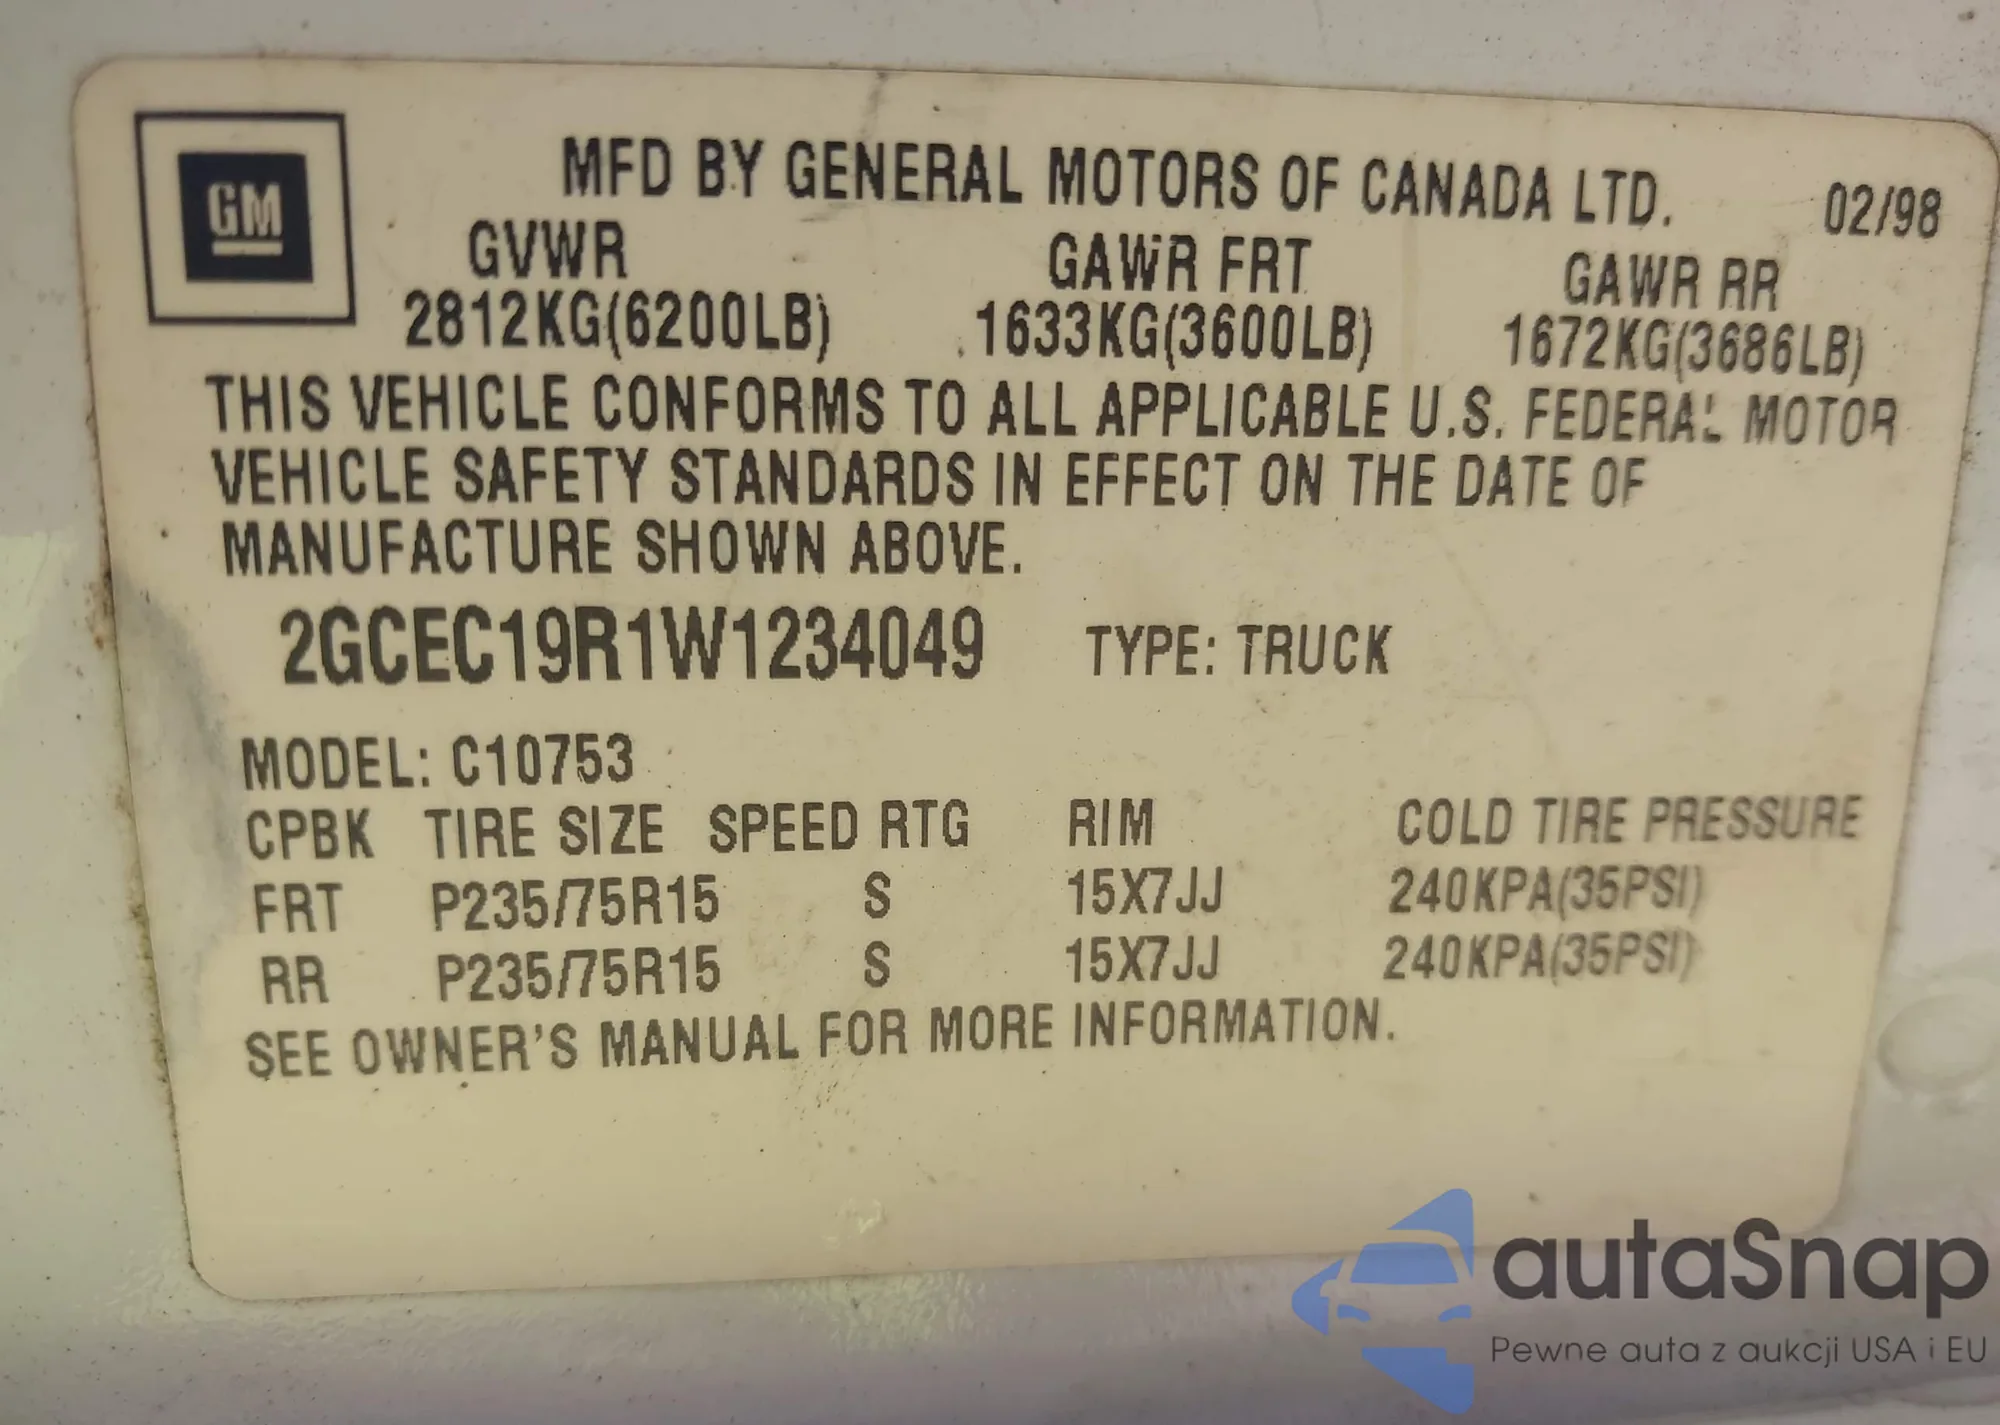 GM
MFD BY GENERAL MOTORS OF CANADA LTD.
02/98
GVWR GAWR FRT GAWR RR
2812KG(6200LB) 1633KG(3600LB) 1672KG(3686LB)
THIS VEHICLE CONFORMS TO ALL APPLICABLE U.S. FEDERAL MOTOR
VEHICLE SAFETY STANDARDS IN EFFECT ON THE DATE OF
MANUFACTURE SHOWN ABOVE.
2GCEC19R1W1234049 TYPE: TRUCK
MODEL: C10753
CPBK TIRE SIZE SPEED RTG RIM COLD TIRE PRESSURE
FRT P235/75R15 S 15X7JJ 240KPA(35PSI)
RR P235/75R15 S 15X7JJ 240KPA(35PSI)
SEE OWNER'S MANUAL FOR MORE INFORMATION.
autaSnap
Pewne auta z aukcji USA i EU